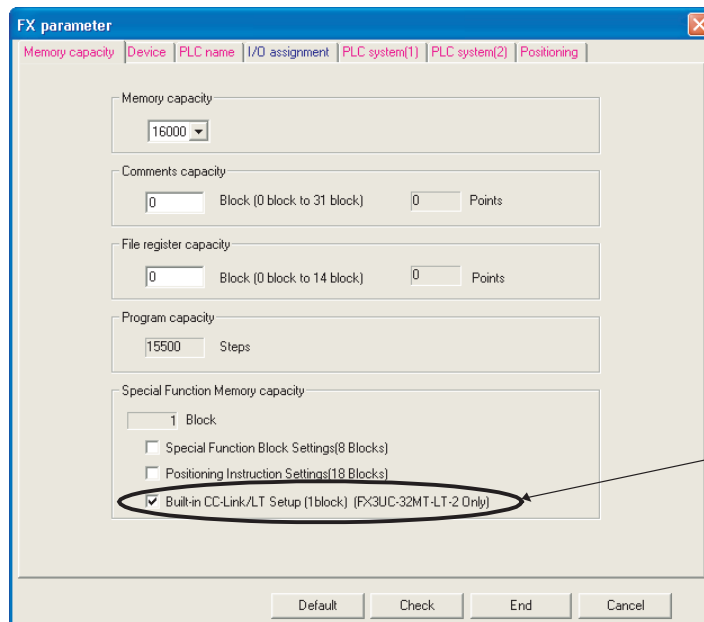 FX parameter
Memory capacity Device PLC name I/O assignment PLC system(1) PLC system(2) Positioning
Memory capacity
16000
Comments capacity
0 Block (0 block to 31 block) 0 Points
File register capacity
0 Block (0 block to 14 block) 0 Points
Program capacity
15500 Steps
Special Function Memory capacity
1 Block
Special Function Block Settings(8 Blocks)
Positioning Instruction Settings(18 Blocks)
Built-in CC-Link/LT Setup (1block) (FX3UC-32MT-LT-2 Only)
Default Check End Cancel